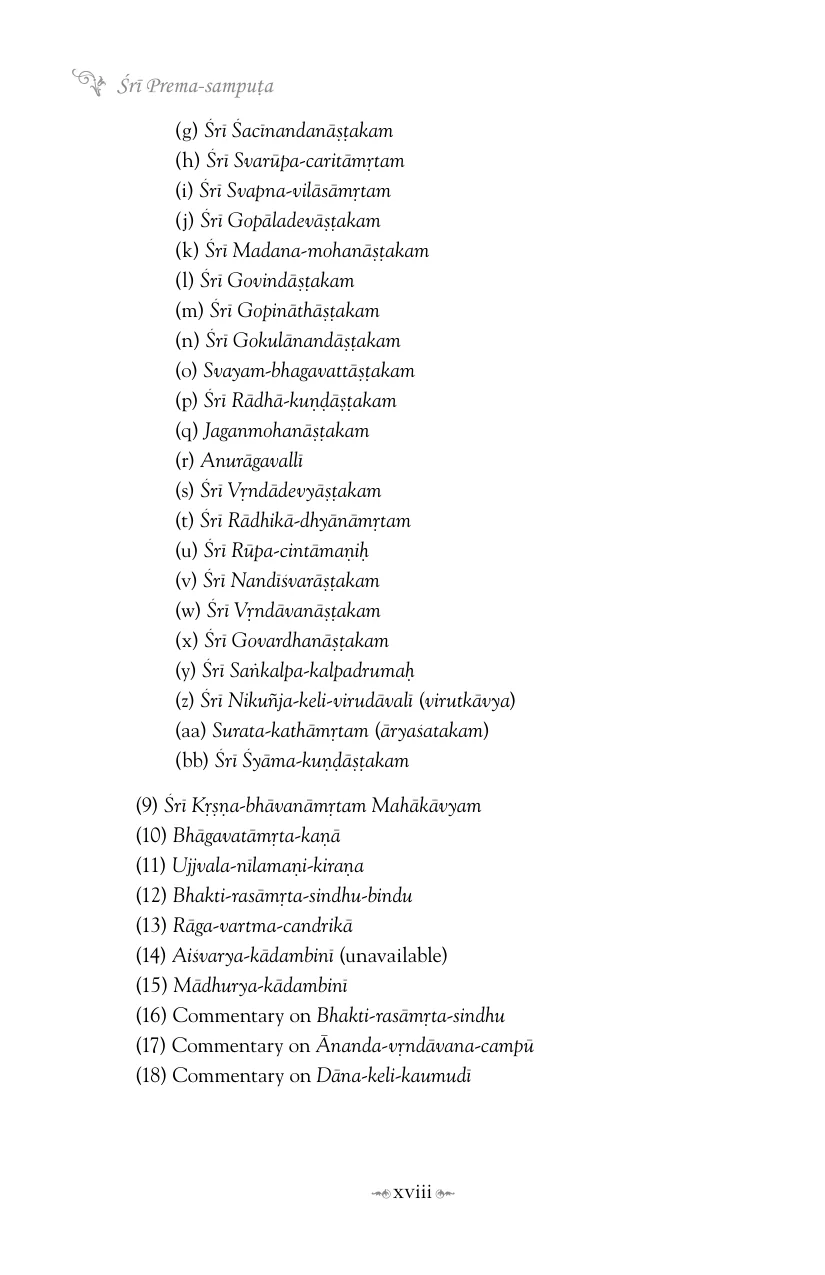 Śrī Prema-sampuṭa
(g) Śrī Śacīnandanāṣṭakam
(h) Śrī Svarūpa-caritāmṛtam
(i) Śrī Svapna-vilāsāmṛtam
(j) Śrī Gopāladevāṣṭakam
(k) Śrī Madana-mohanāṣṭakam
(l) Śrī Govindāṣṭakam
(m) Śrī Gopināthāṣṭakam
(n) Śrī Gokulānandāṣṭakam
(o) Svayam-bhagavattāṣṭakam
(p) Śrī Rādhā-kuṇḍāṣṭakam
(q) Jaganmohanāṣṭakam
(r) Anurāgavallī
(s) Śrī Vṛndādevyāṣṭakam
(t) Śrī Rādhikā-dhyānāmṛtam
(u) Śrī Rūpa-cintāmaṇiḥ
(v) Śrī Nandīśvarāṣṭakam
(w) Śrī Vṛndāvanāṣṭakam
(x) Śrī Govardhanāṣṭakam
(y) Śrī Saṅkalpa-kalpadrumaḥ
(z) Śrī Nikuñja-keli-virudāvalī (virutkāvya)
(aa) Surata-kathāmṛtam (āryaśatakam)
(bb) Śrī Śyāma-kuṇḍāṣṭakam
(9) Śrī Kṛṣṇa-bhāvanāmṛtam Mahākāvyam
(10) Bhāgavatāmṛta-kaṇā
(11) Ujjvala-nīlamaṇi-kiraṇa
(12) Bhakti-rasāmṛta-sindhu-bindu
(13) Rāga-vartma-candrikā
(14) Aiśvarya-kādambinī (unavailable)
(15) Mādhurya-kādambinī
(16) Commentary on Bhakti-rasāmṛta-sindhu
(17) Commentary on Ānanda-vṛndāvana-campū
(18) Commentary on Dāna-keli-kaumudī
xviii